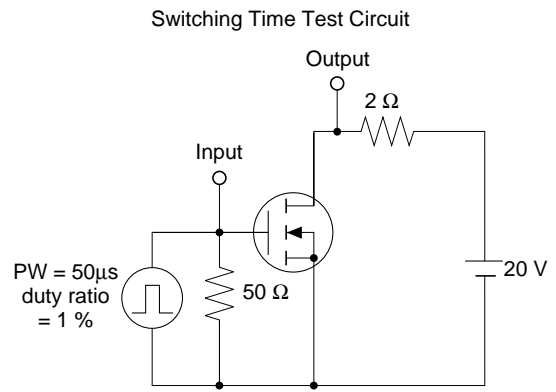 Switching Time Test Circuit
Output
2 Ω
Input
PW = 50μs
duty ratio
= 1 %
50 Ω
20 V